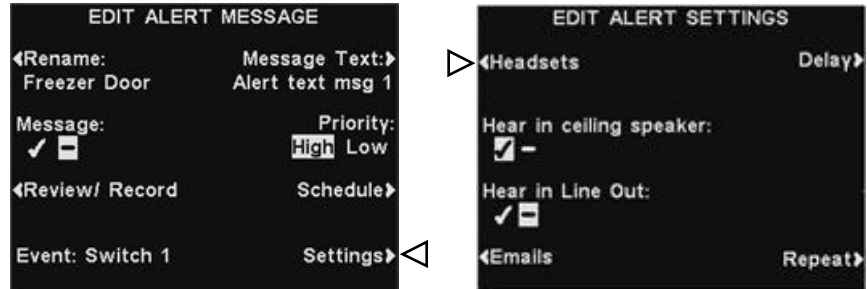 EDIT ALERT MESSAGE
Rename: Message Text:
Freezer Door Alert text msg 1
Message: Priority:
High Low
Review/ Record Schedule
Event: Switch 1 Settings
EDIT ALERT SETTINGS
Headsets Delay
Hear in ceiling speaker:
Hear in Line Out:
Emails Repeat